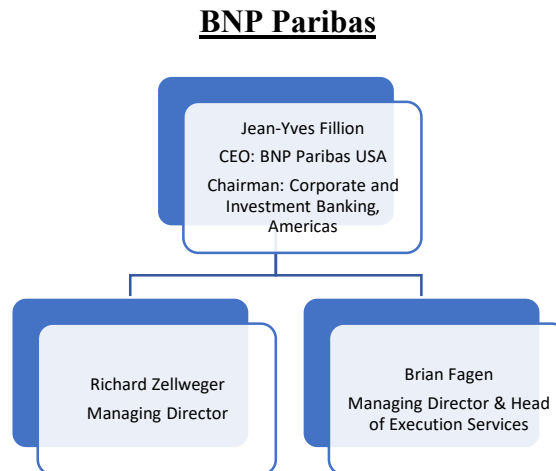 BNP Paribas
Jean-Yves Fillion
CEO: BNP Paribas USA
Chairman: Corporate and
Investment Banking,
Americas
Richard Zellweger
Managing Director
Brian Fagen
Managing Director & Head
of Execution Services